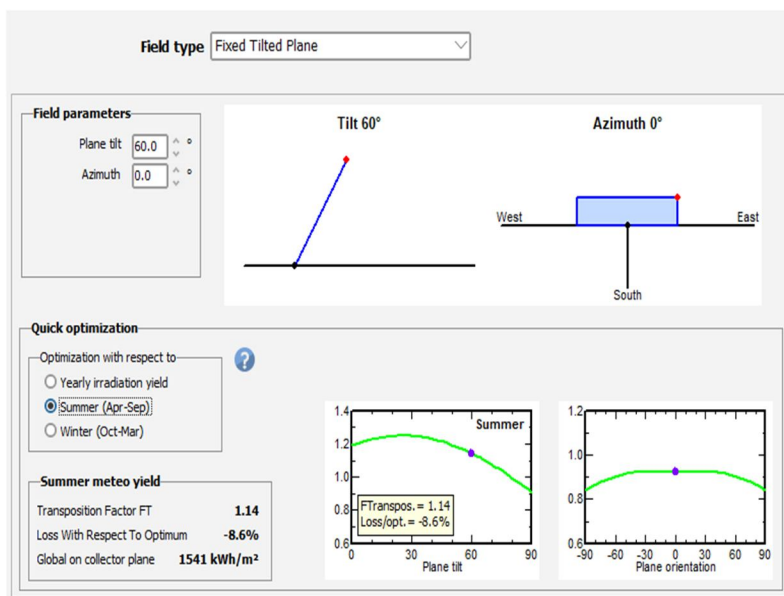 Field type Fixed Tilted Plane
Field parameters
Plane tilt 60.0 °
Azimuth 0.0 °
Tilt 60°
Azimuth 0°
West East
South
Quick optimization
Optimization with respect to
Yearly irradiation yield
Summer (Apr-Sep)
Winter (Oct-Mar)
?
Summer meteo yield
Transposition Factor FT 1.14
Loss With Respect To Optimum -8.6%
Global on collector plane 1541 kWh/m²
1.4
Summer
1.2
1.0
0.8
FTranspos.= 1.14
Loss/opt.= -8.6%
0.6
0 30 60 90
Plane tilt
1.2
1.0
0.8
0.6
-90 -60 -30 0 30 60 90
Plane orientation